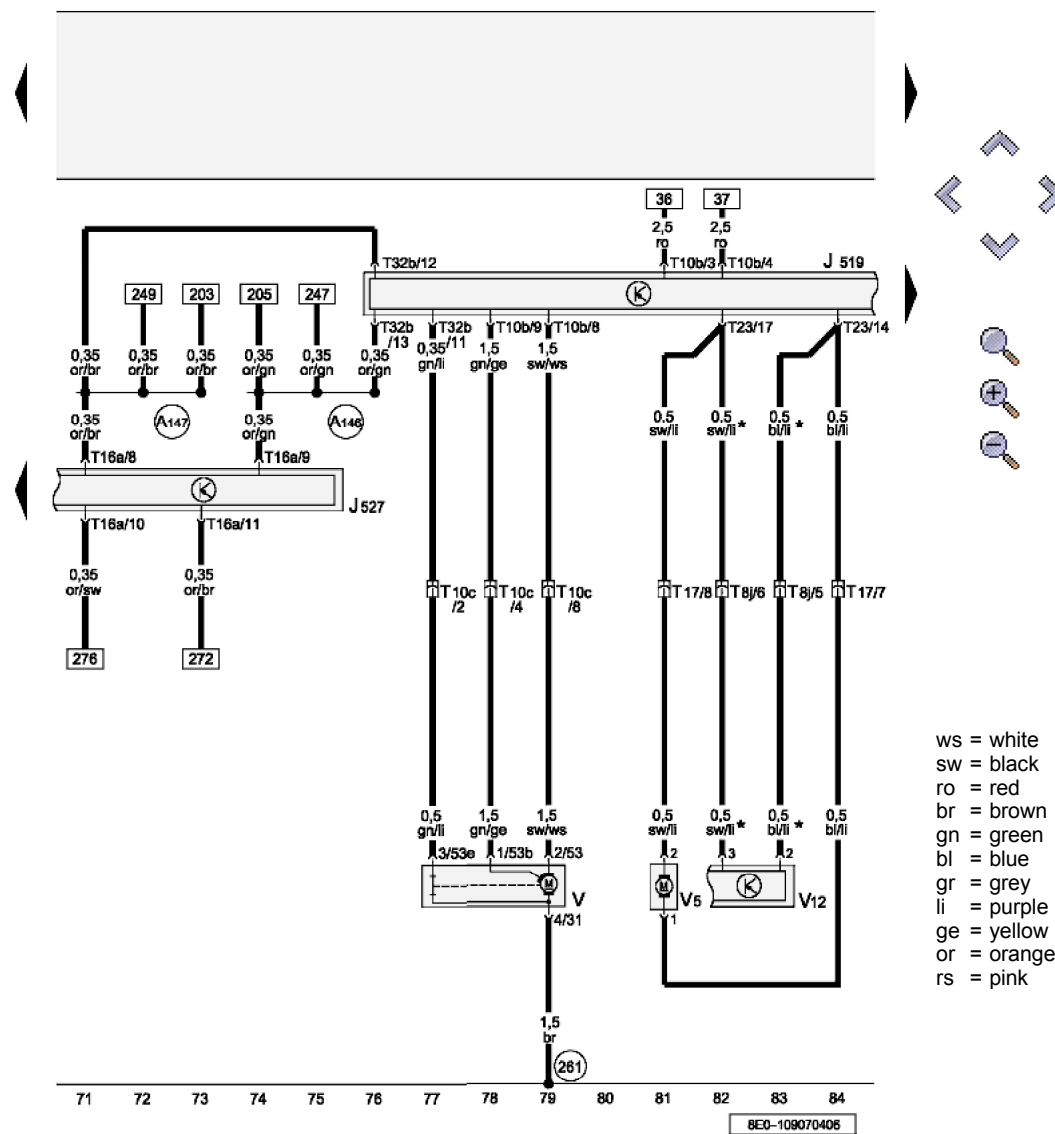 36 37
2,5 2,5
ro ro
T32b/12 T10b/3 T10b/4 J 519
249 203 205 247
T32b/13 T32b/11 T10b/9 T10b/8 T23/17 T23/14
0,35 0,35 0,35 0,35 0,35 0,35 0,35 1,5 1,5
or/br or/br or/br or/gn or/gn or/gn gn/li gn/ge sw/ws
A147 A146
0,35 0,35 0,5 0,5 0,5 0,5
or/br or/gn sw/li sw/li* bl/li* bl/li
T16a/8 T16a/9
J 527
T16a/10 T16a/11
0,35 0,35
or/sw or/br
T10c/2 T10c/4 T10c/8 T17/8 T8j/6 T8j/5 T17/7
276 272
ws = white
sw = black
ro = red
br = brown
gn = green
bl = blue
gr = grey
li = purple
ge = yellow
or = orange
rs = pink
0,5 1,5 1,5 0,5 0,5 0,5 0,5
gn/li gn/ge sw/ws sw/li sw/li* bl/li* bl/li
3/53e 1/53b 2/53 2 3 2
M V M V5 V12
4/31 1
1,5
br
261
71 72 73 74 75 76 77 78 79 80 81 82 83 84
8E0-109070406